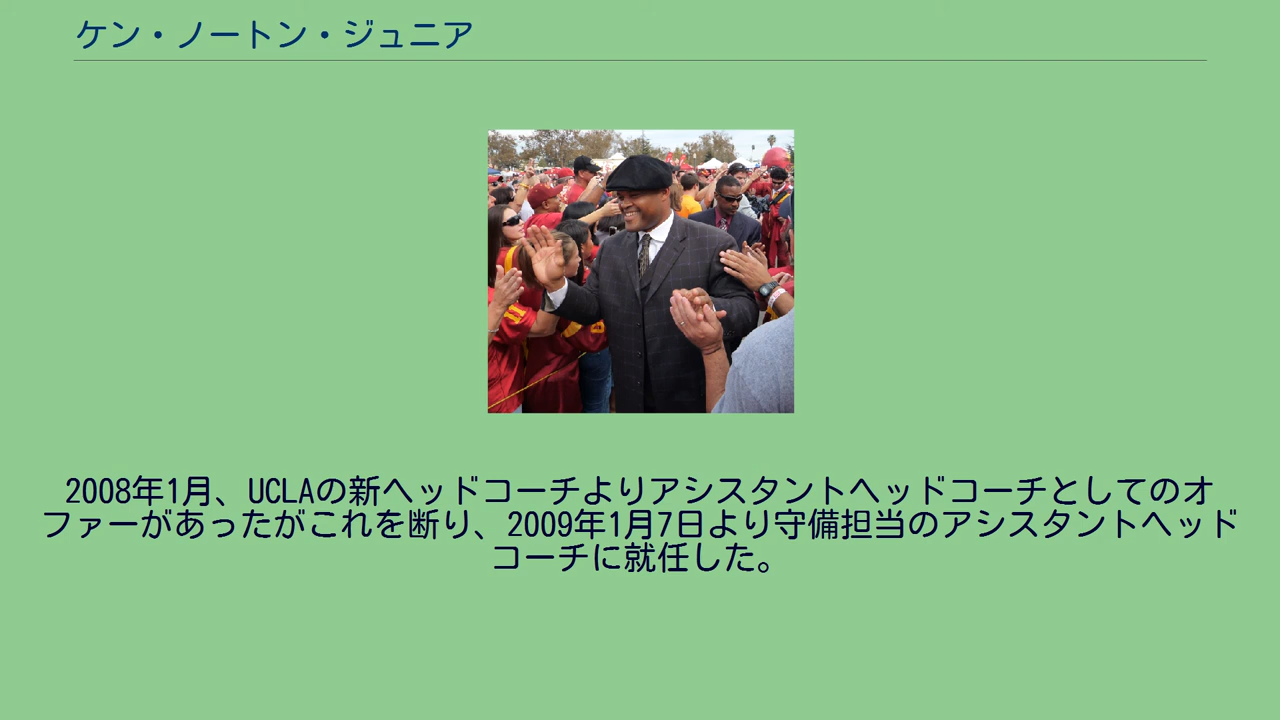 ケン・ノートン・ジュニア
2008年1月、UCLAの新ヘッドコーチよりアシスタントヘッドコーチとしてのオ
ファーがあったがこれを断り、2009年1月7日より守備担当のアシスタントヘッド
コーチに就任した。